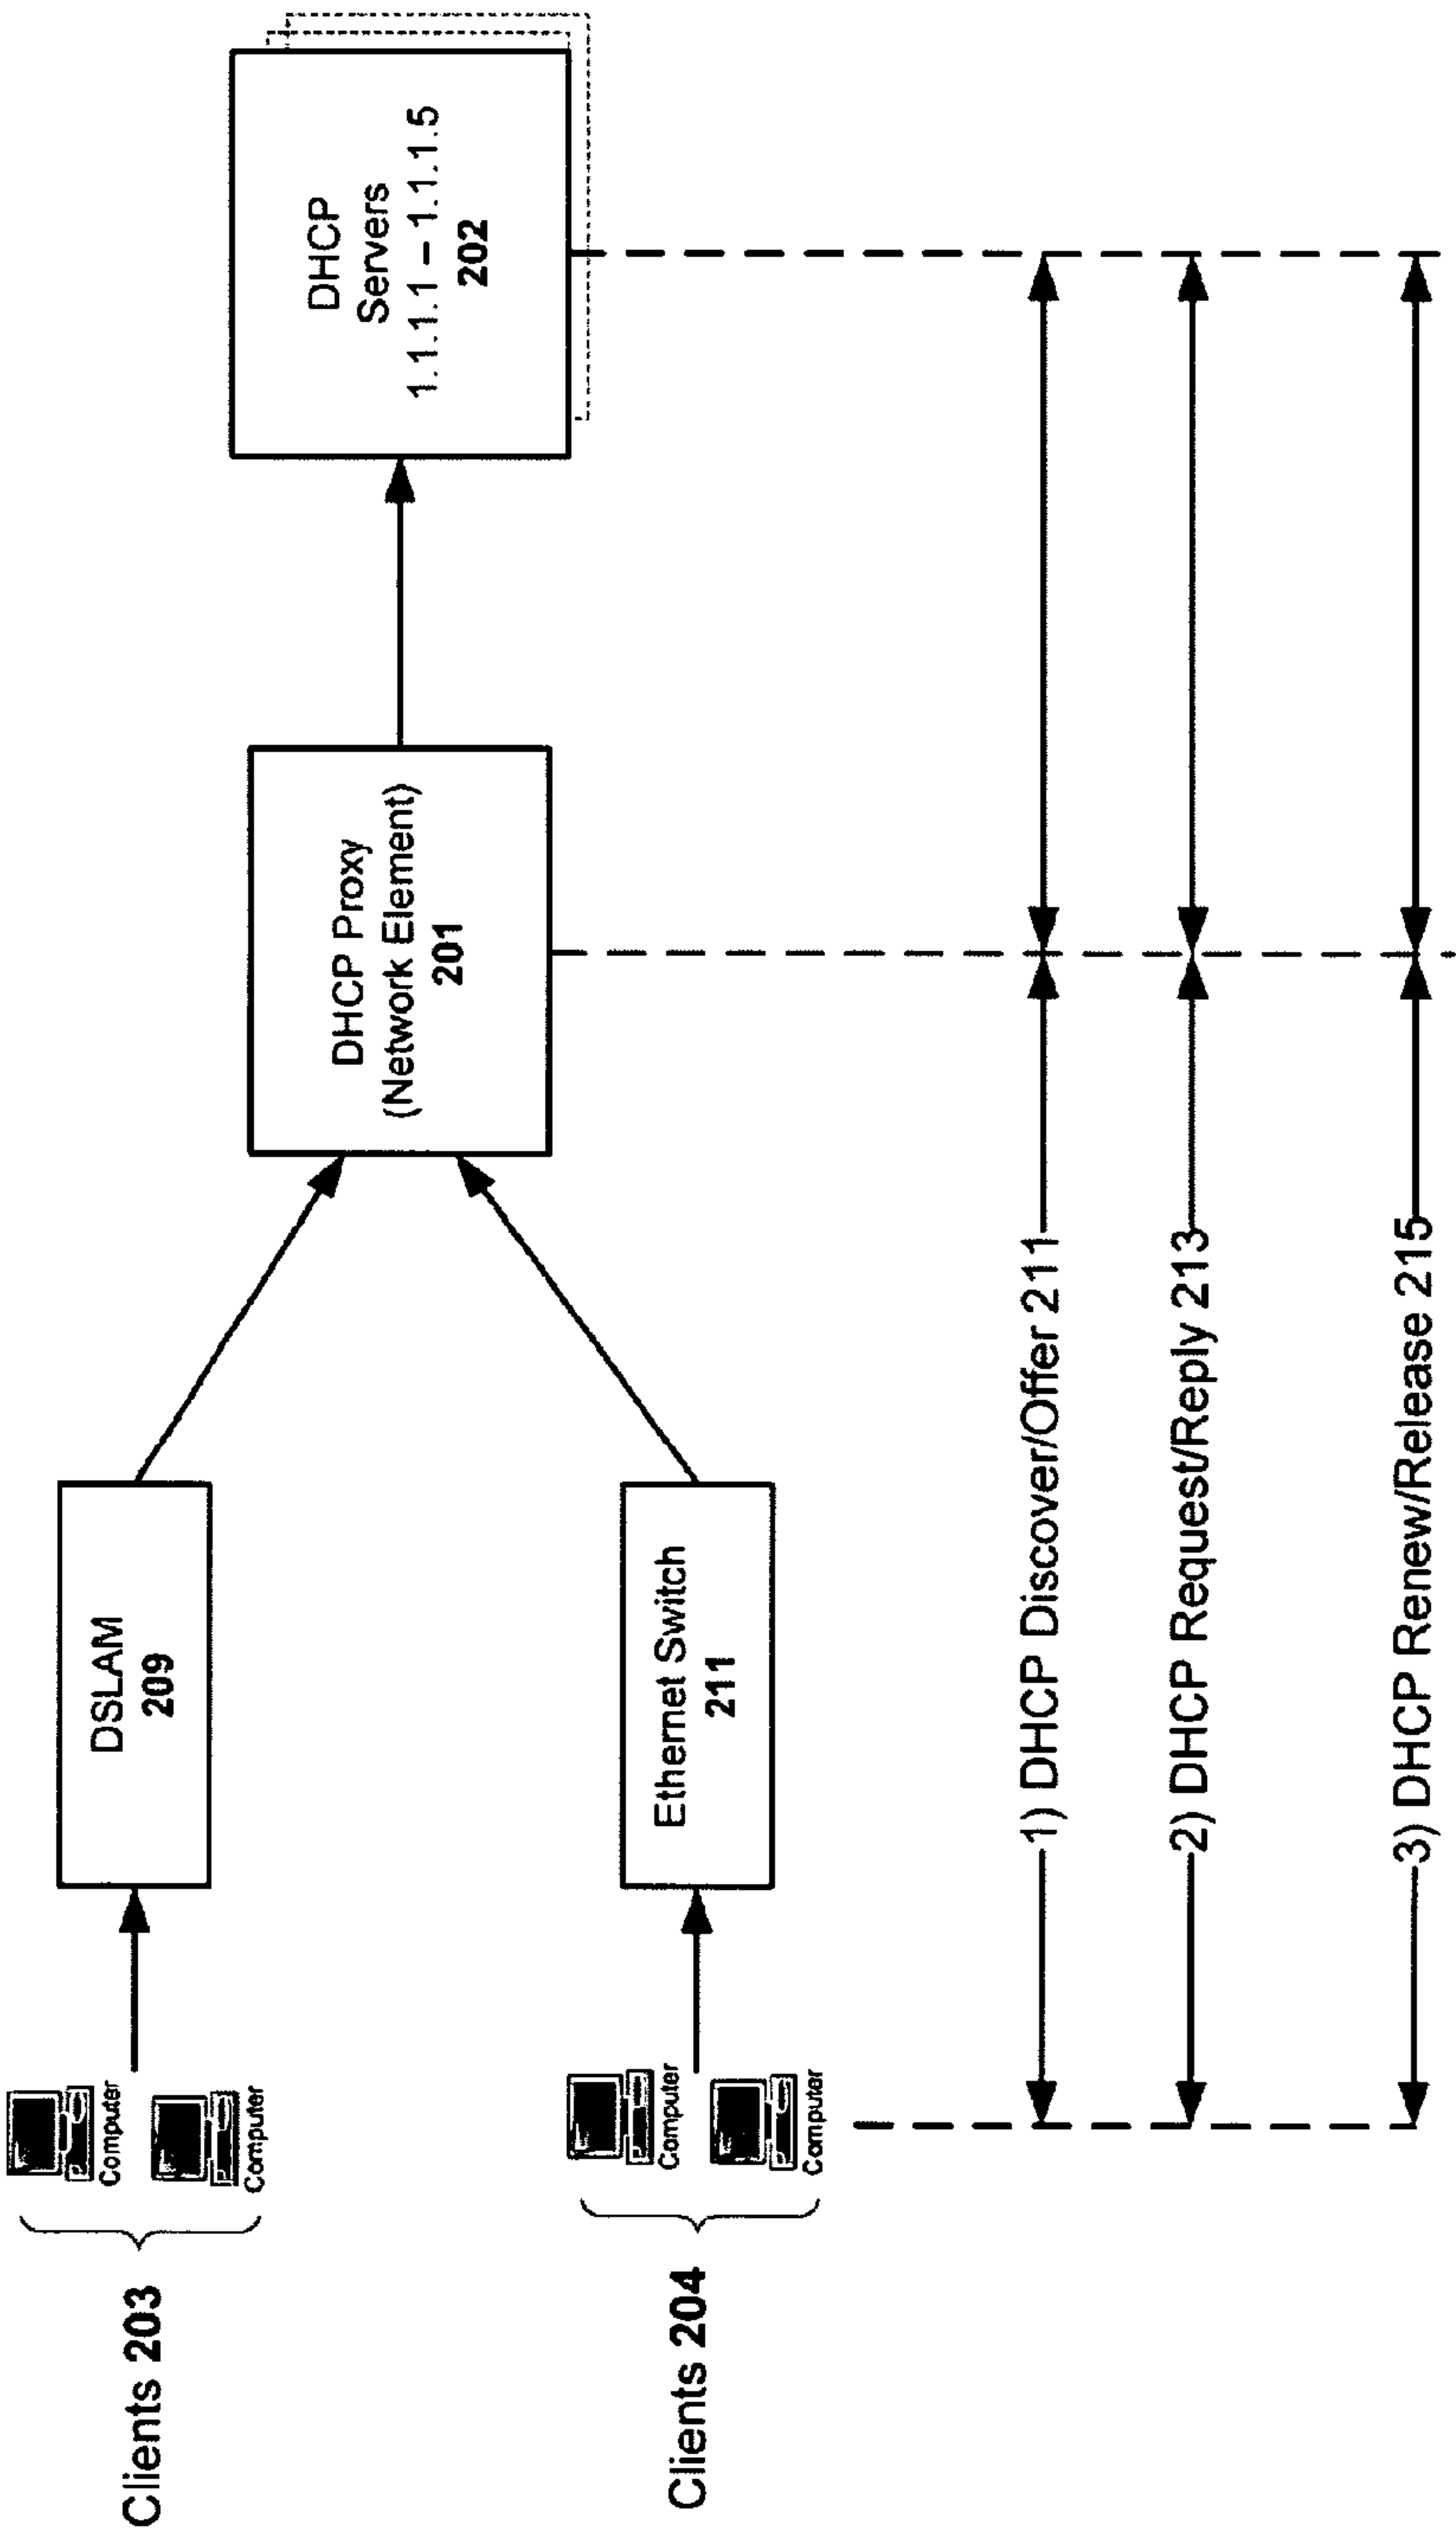 Clients 203
Computer
Computer
DSLAM
209
Clients 204
Computer
Computer
Ethernet Switch
211
DHCP Proxy
(Network Element)
201
DHCP
Servers
1.1.1.1 – 1.1.1.5
202
1) DHCP Discover/Offer 211
2) DHCP Request/Reply 213
3) DHCP Renew/Release 215